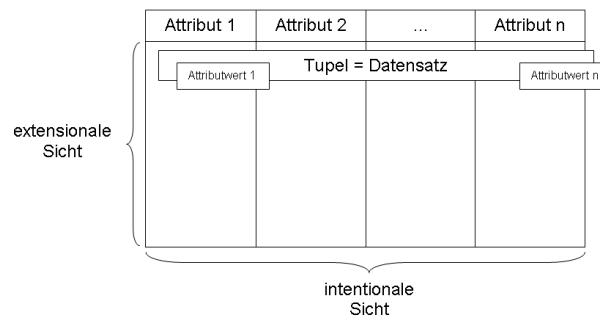 Attribut 1 Attribut 2 ... Attribut n
Tupel = Datensatz
Attributwert 1 Attributwert n
extensionale
Sicht
intentionale
Sicht